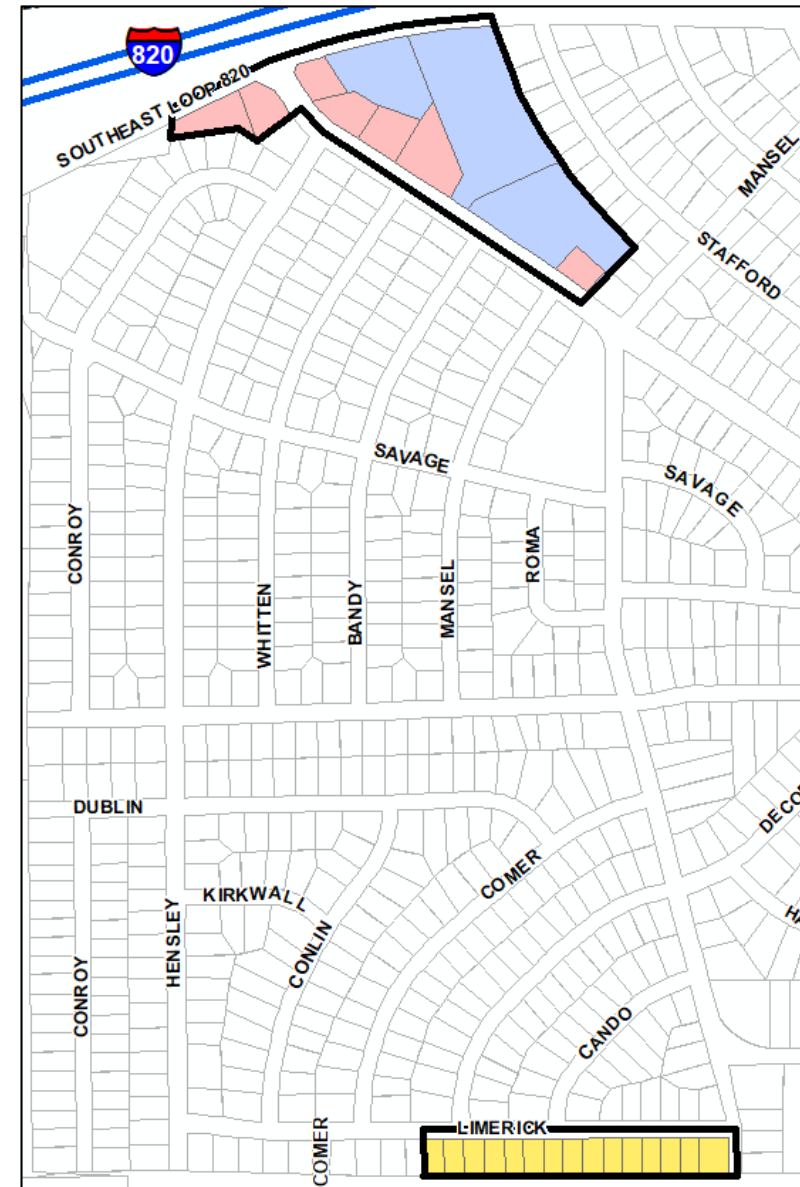 820
SOUTHEAST LOOP 820
MANSEL
STAFFORD
SAVAGE
SAVAGE
CONROY
ROMA
WHITTEN
BANDY
MANSEL
DUBLIN
COMER
KIRKWALL
HENSLEY
CONLIN
CONROY
CANDO
LIMERICK
COMER